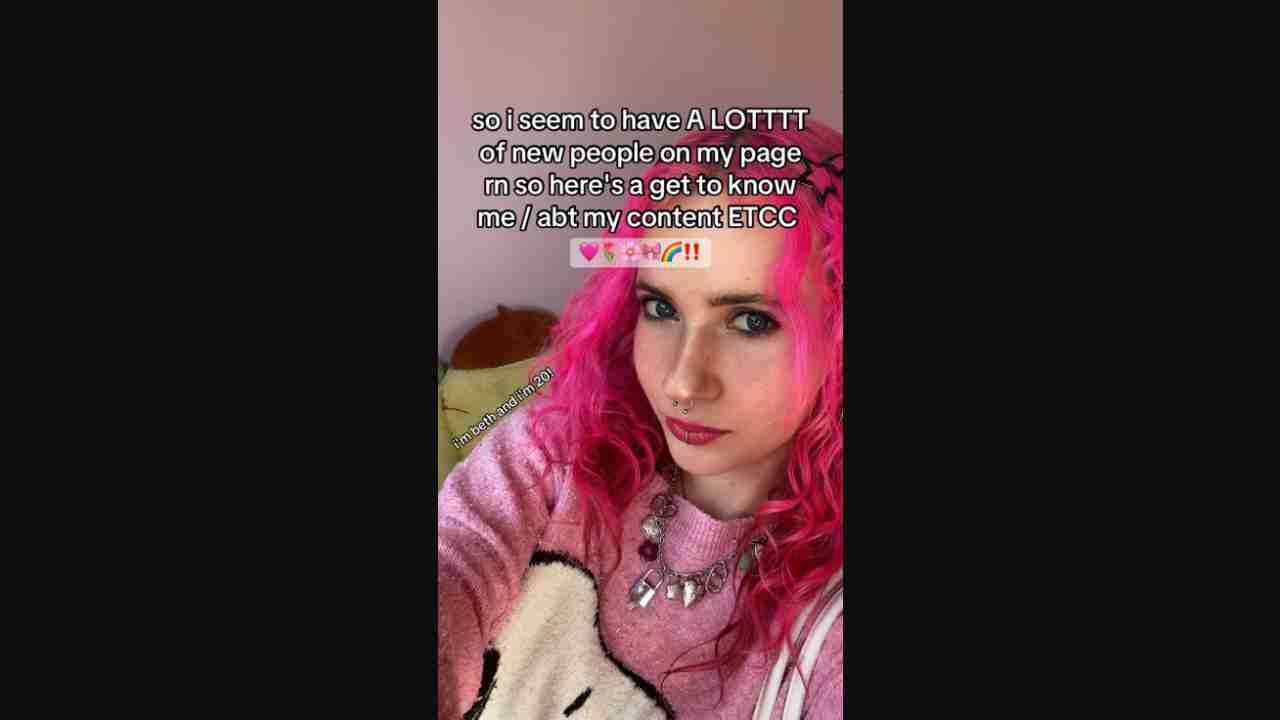 so i seem to have A LOTTTT
of new people on my page
rn so here's a get to know
me / abt my content ETCC
🩷🌷🌸🎀🌈‼️
i'm beth and i'm 20!